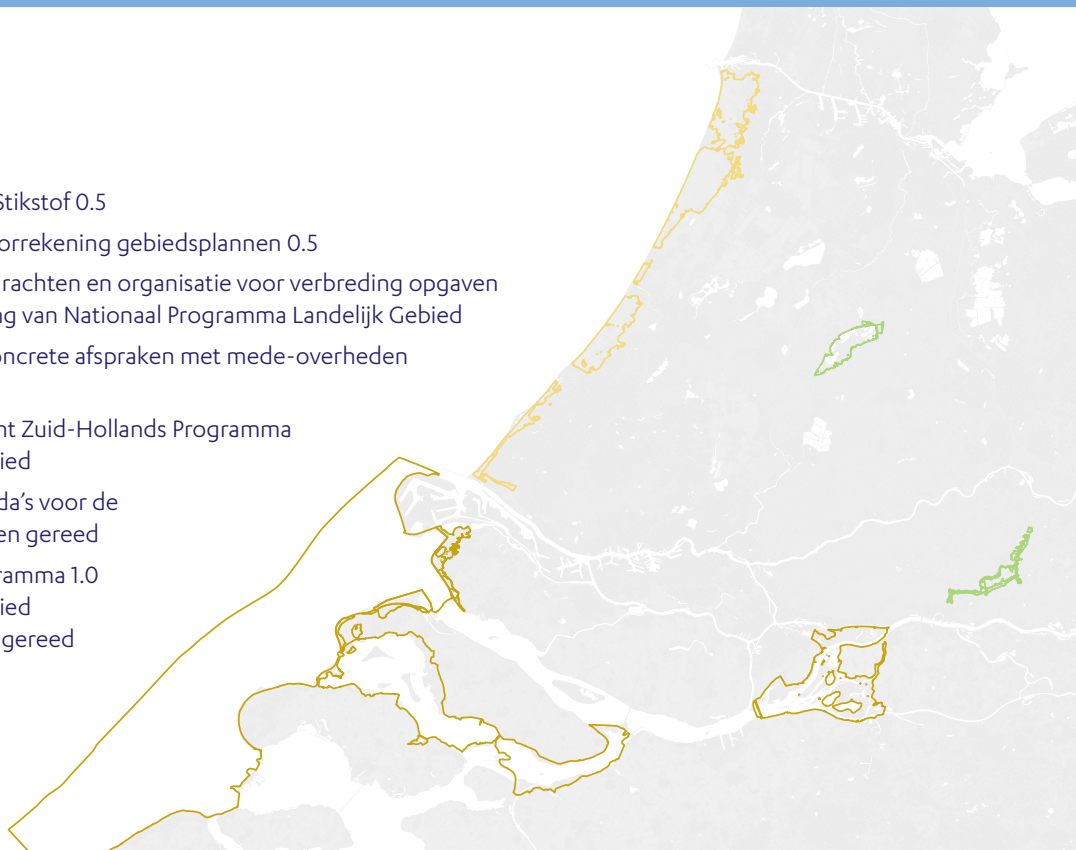 Stikstof 0.5
orrekening gebiedsplannen 0.5
rachten en organisatie voor verbreding opgaven
ng van Nationaal Programma Landelijk Gebied
oncrete afspraken met mede-overheden
nt Zuid-Hollands Programma
ied
da’s voor de
en gereed
ramma 1.0
ied
gereed